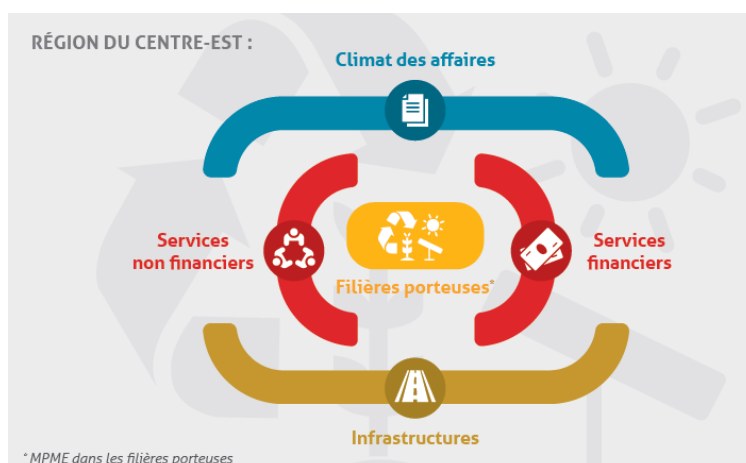 RÉGION DU CENTRE-EST :
Climat des affaires
Services
non financiers
Services
financiers
Filières porteuses*
Infrastructures
* MPME dans les filières porteuses